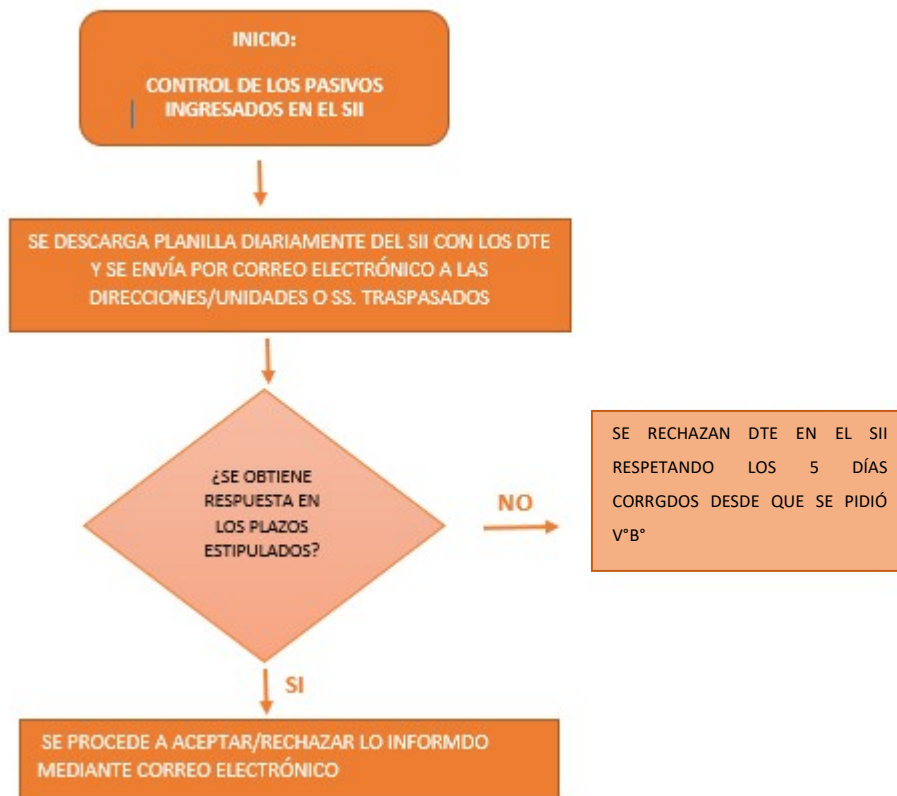 INICIO:
CONTROL DE LOS PASIVOS
INGRESADOS EN EL SII
SE DESCARGA PLANILLA DIARIAMENTE DEL SII CON LOS DTE
Y SE ENVÍA POR CORREO ELECTRÓNICO A LAS
DIRECCIONES/UNIDADES O SS. TRASPASADOS
¿SE OBTIENE
RESPUESTA EN
LOS PLAZOS
ESTIPULADOS?
NO
SE RECHAZAN DTE EN EL SII
RESPETANDO LOS 5 DÍAS
CORRGDOS DESDE QUE SE PIDIÓ
V°B°
SI
SE PROCEDE A ACEPTAR/RECHAZAR LO INFORMDO
MEDIANTE CORREO ELECTRÓNICO